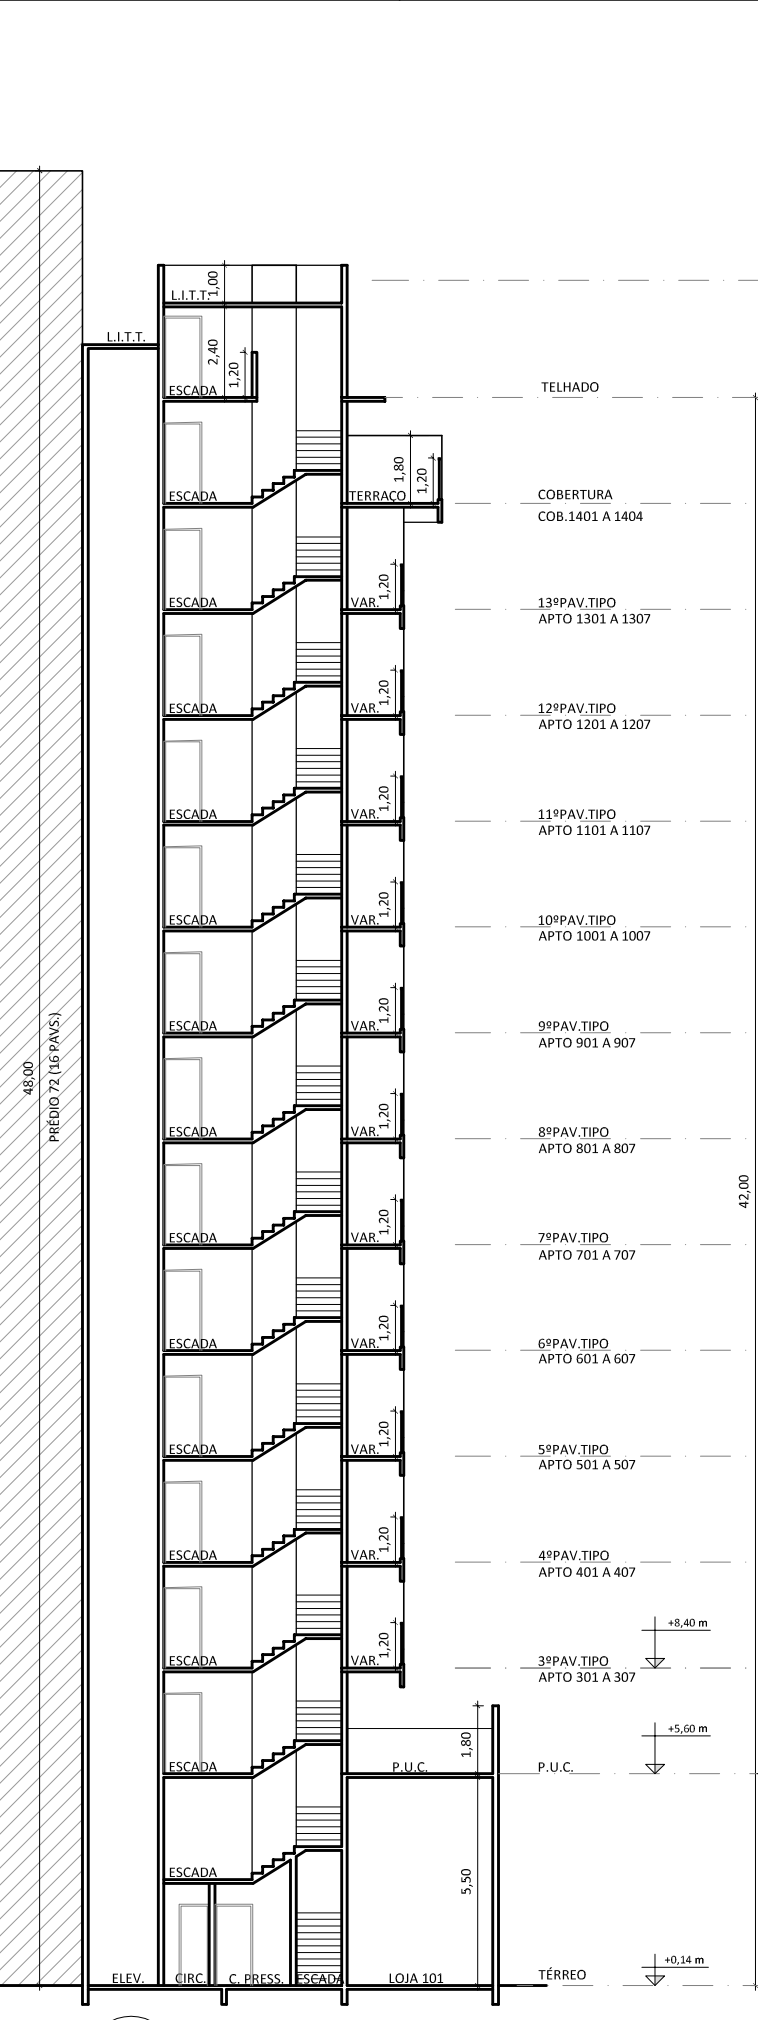 1,00
L.I.T.T.
L.I.T.T.
2,40
1,20
ESCADA
TELHADO
1,80
1,20
ESCADA
TERRAÇO
COBERTURA
COB.1401 A 1404
1,20
ESCADA
VAR.
13ºPAV.TIPO
APTO 1301 A 1307
1,20
ESCADA
VAR.
12ºPAV.TIPO
APTO 1201 A 1207
1,20
ESCADA
VAR.
11ºPAV.TIPO
APTO 1101 A 1107
1,20
ESCADA
VAR.
10ºPAV.TIPO
APTO 1001 A 1007
1,20
ESCADA
VAR.
9ºPAV.TIPO
APTO 901 A 907
48,00
PRÉDIO 72 (16 PAVS.)
1,20
ESCADA
VAR.
8ºPAV.TIPO
APTO 801 A 807
42,00
1,20
ESCADA
VAR.
7ºPAV.TIPO
APTO 701 A 707
1,20
ESCADA
VAR.
6ºPAV.TIPO
APTO 601 A 607
1,20
ESCADA
VAR.
5ºPAV.TIPO
APTO 501 A 507
1,20
ESCADA
VAR.
4ºPAV.TIPO
APTO 401 A 407
+8,40 m
1,20
ESCADA
VAR.
3ºPAV.TIPO
APTO 301 A 307
+5,60 m
1,80
ESCADA
P.U.C.
P.U.C.
ESCADA
5,50
+0,14 m
ELEV.
CIRC.
C. PRESS.
ESCADA
LOJA 101
TÉRREO